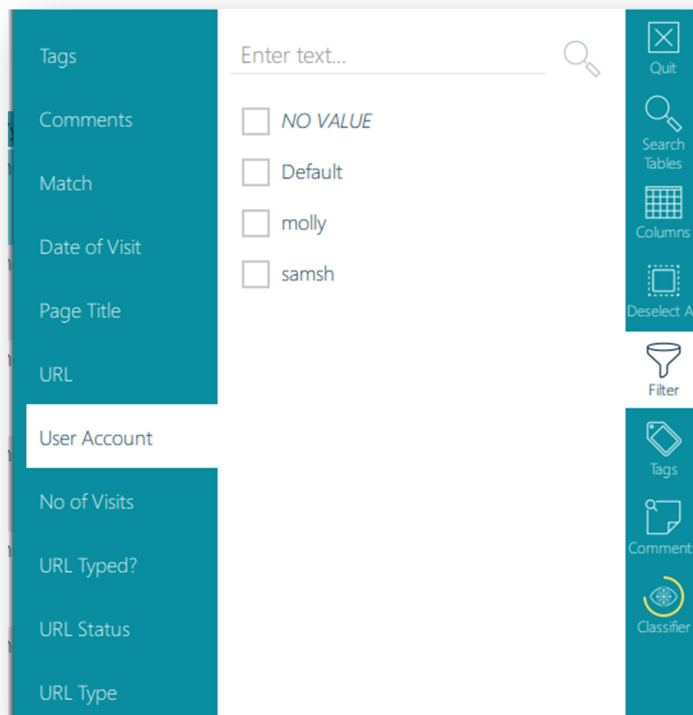 Tags
Comments
Match
Date of Visit
Page Title
URL
User Account
No of Visits
URL Typed?
URL Status
URL Type
Enter text...
NO VALUE
Default
molly
samsh
Quit
Search
Tables
Columns
Deselect A
Filter
Tags
Comment
Classifier